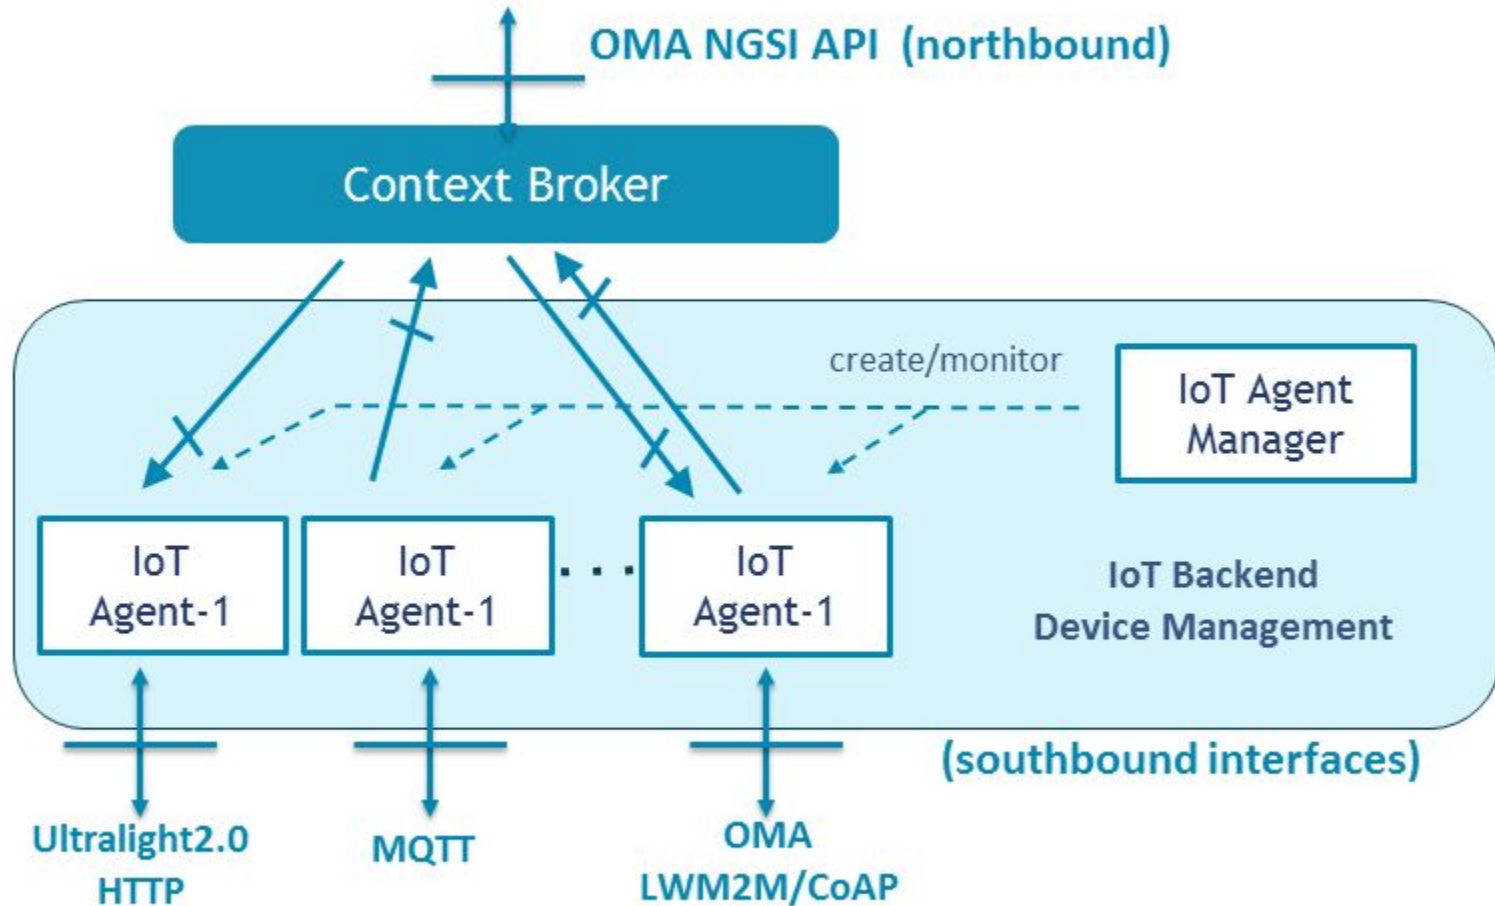 OMA NGSI API (northbound)
Context Broker
create/monitor
IoT Agent
Manager
IoT
Agent-1
IoT
Agent-1
. . .
IoT
Agent-1
IoT Backend
Device Management
(southbound interfaces)
Ultralight2.0
HTTP
MQTT
OMA
LWM2M/CoAP